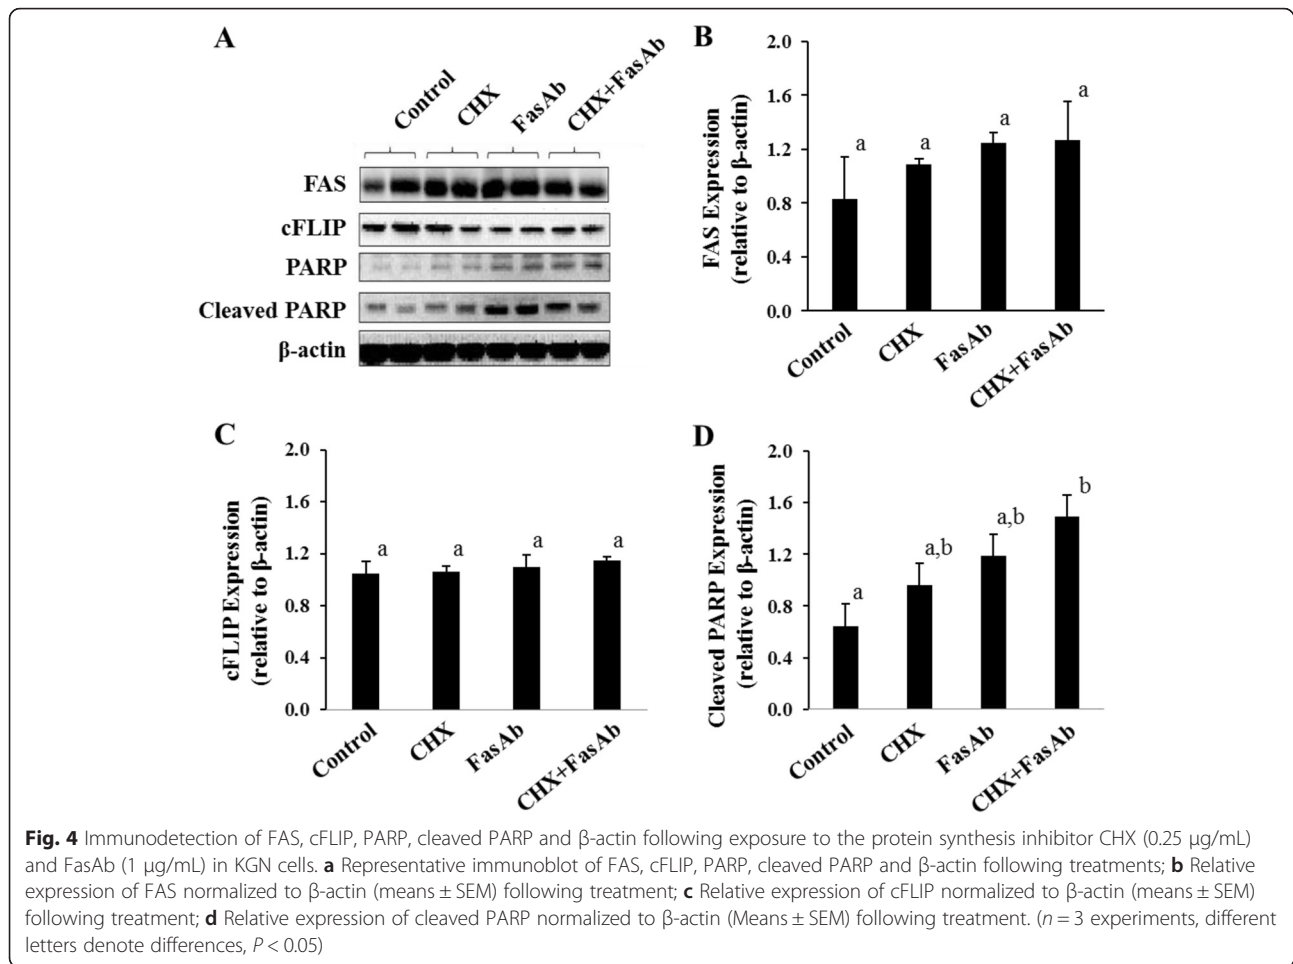 A
Control
CHX
FasAb
CHX+FasAb
FAS
cFLIP
PARP
Cleaved PARP
β-actin
B
FAS Expression
(relative to β-actin)
2.0
1.6
1.2
0.8
0.4
0.0
a
a
a
a
Control
CHX
FasAb
CHX+FasAb
C
cFLIP Expression
(relative to β-actin)
2.0
1.6
1.2
0.8
0.4
0.0
a
a
a
a
Control
CHX
FasAb
CHX+FasAb
D
Cleaved PARP Expression
(relative to β-actin)
2.0
1.6
1.2
0.8
0.4
0.0
a
a,b
a,b
b
Control
CHX
FasAb
CHX+FasAb
Fig. 4 Immunodetection of FAS, cFLIP, PARP, cleaved PARP and β-actin following exposure to the protein synthesis inhibitor CHX (0.25 μg/mL)
and FasAb (1 μg/mL) in KGN cells. a Representative immunoblot of FAS, cFLIP, PARP, cleaved PARP and β-actin following treatments; b Relative
expression of FAS normalized to β-actin (means ± SEM) following treatment; c Relative expression of cFLIP normalized to β-actin (means ± SEM)
following treatment; d Relative expression of cleaved PARP normalized to β-actin (Means ± SEM) following treatment. (n = 3 experiments, different
letters denote differences, P < 0.05)